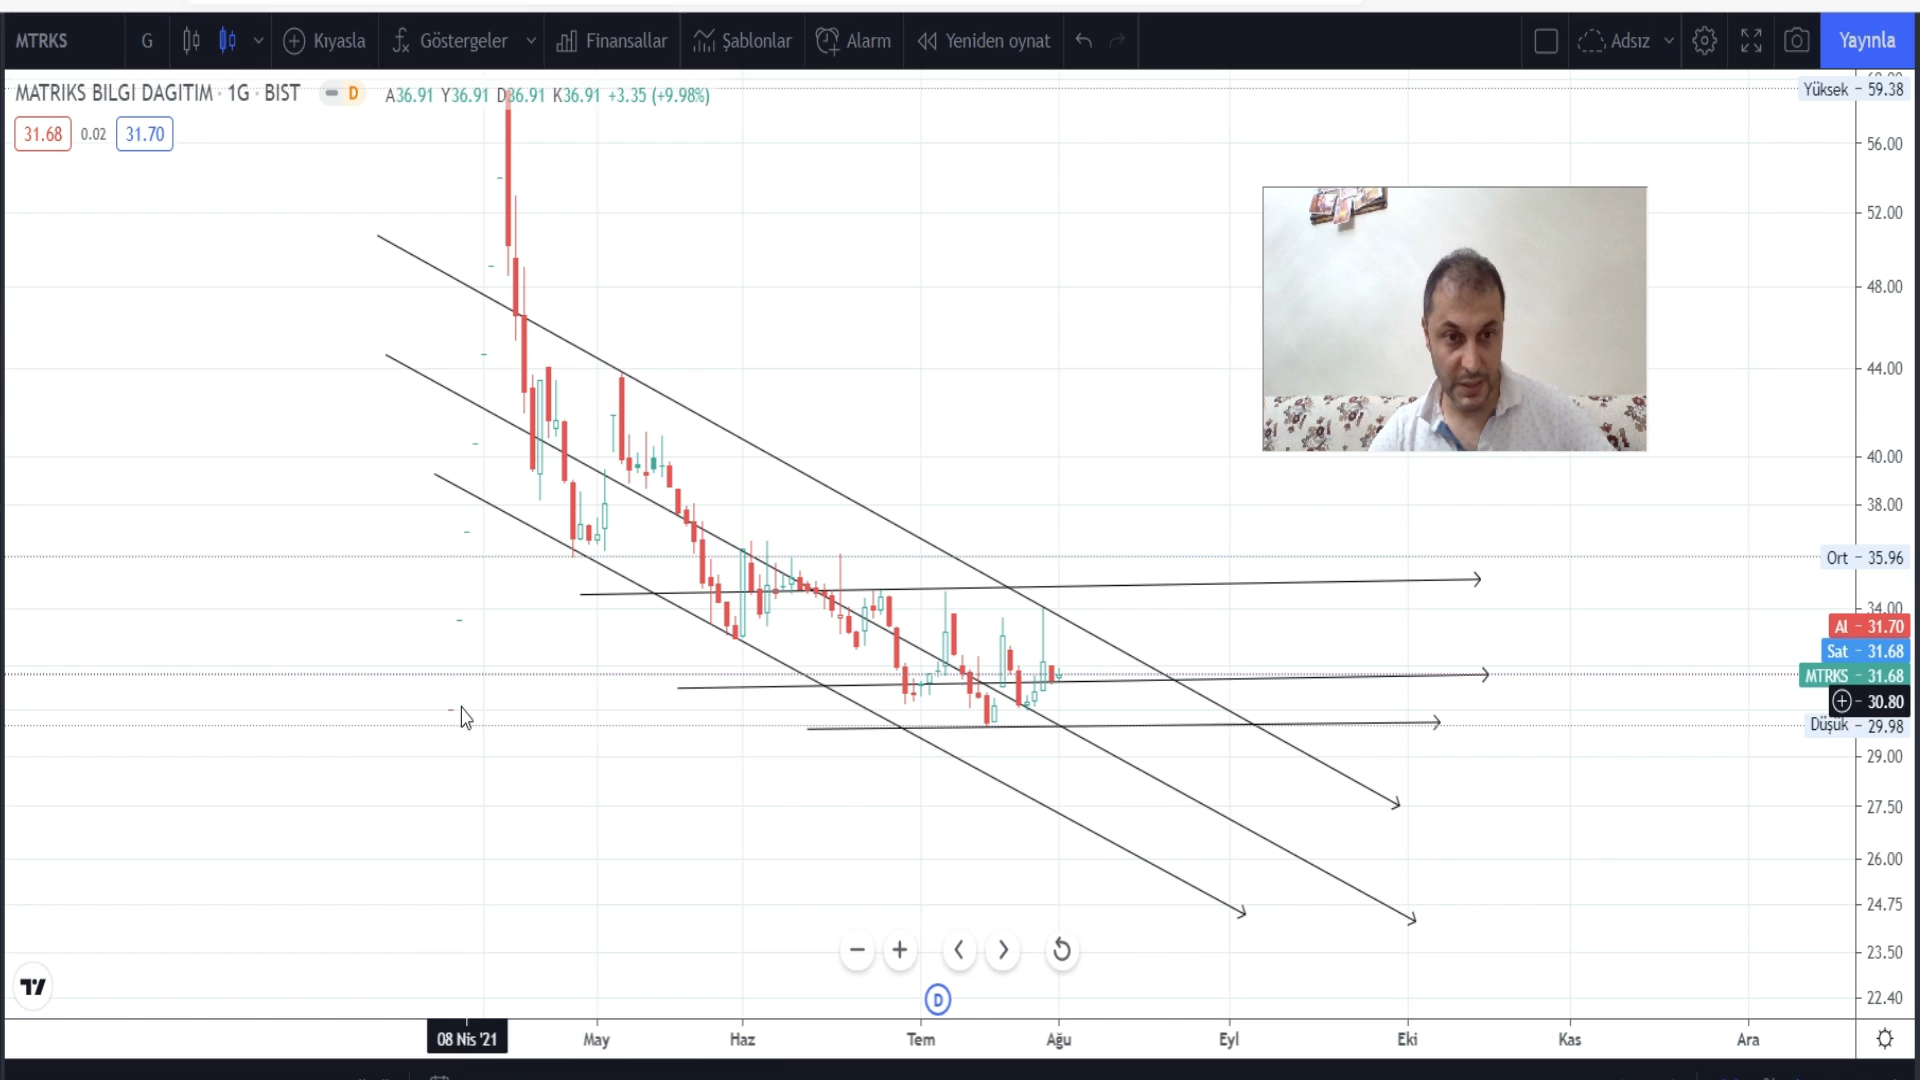 MTRKS G Kıyasla Göstergeler Finansallar Şablonlar Alarm Yeniden oynat Adsız Yayınla
MATRIKS BILGI DAGITIM · 1G · BIST D A36.91 Y36.91 D36.91 K36.91 +3.35 (+9.98%)
31.68 0.02 31.70
Yüksek 59.38
56.00
52.00
48.00
44.00
40.00
38.00
Ort 35.96
34.00
Al 31.70
Sat 31.68
MTRKS 31.68
30.80
Düşük 29.98
29.00
27.50
26.00
24.75
23.50
22.40
D
08 Nis '21 May Haz Tem Ağu Eyl Eki Kas Ara